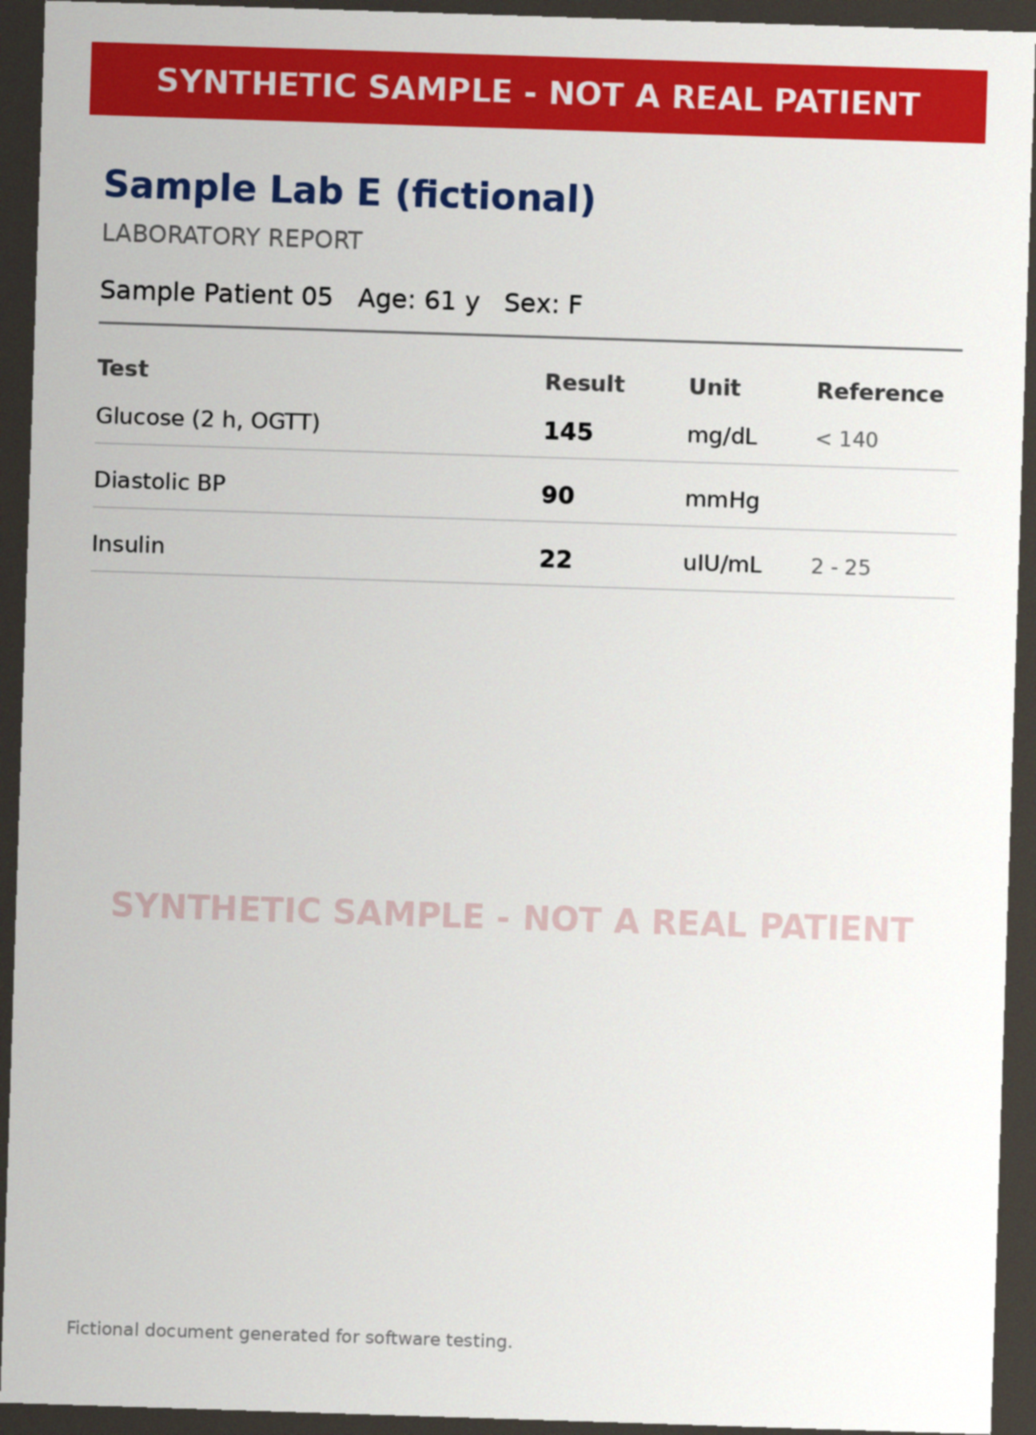 SYNTHETIC SAMPLE - NOT A REAL PATIENT
Sample Lab E (fictional)
LABORATORY REPORT
Sample Patient 05 Age: 61 y Sex: F
Test Result Unit Reference
Glucose (2 h, OGTT) 145 mg/dL < 140
Diastolic BP 90 mmHg
Insulin 22 uIU/mL 2 - 25
SYNTHETIC SAMPLE - NOT A REAL PATIENT
Fictional document generated for software testing.